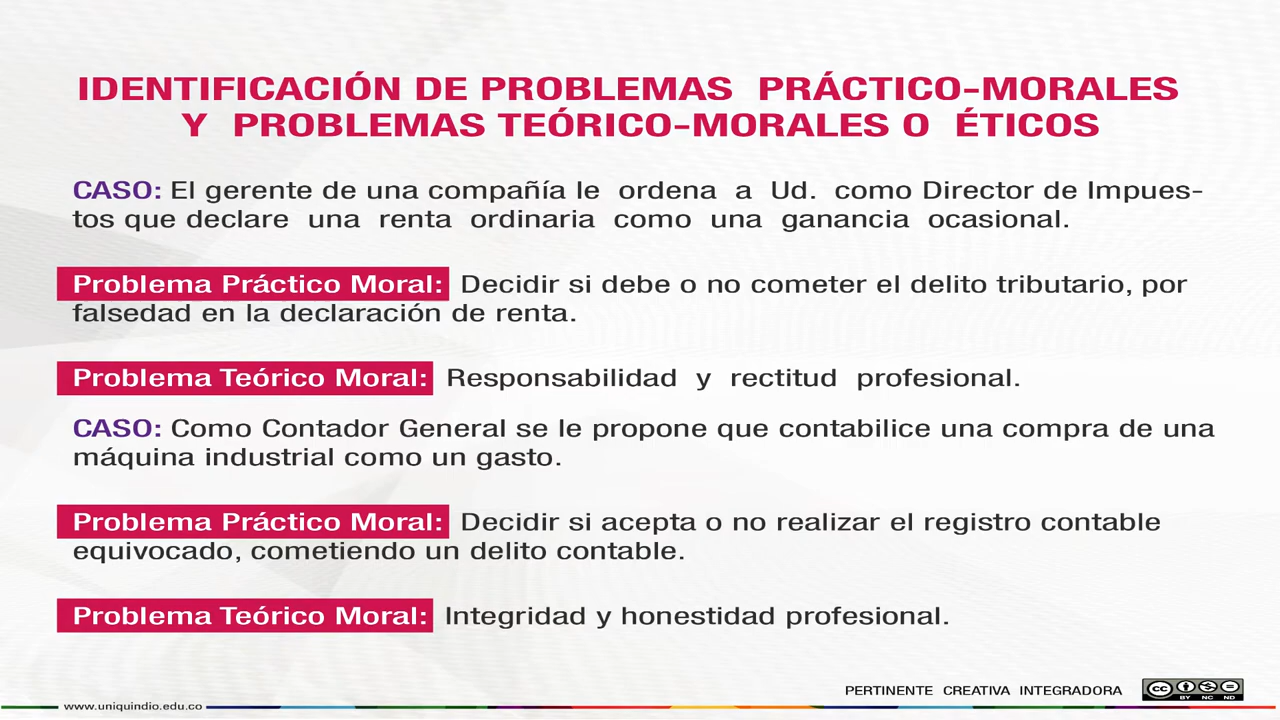 IDENTIFICACIÓN DE PROBLEMAS PRÁCTICO-MORALES
Y PROBLEMAS TEÓRICO-MORALES O ÉTICOS
CASO: El gerente de una compañía le ordena a Ud. como Director de Impues-
tos que declare una renta ordinaria como una ganancia ocasional.
Problema Práctico Moral: Decidir si debe o no cometer el delito tributario, por
falsedad en la declaración de renta.
Problema Teórico Moral: Responsabilidad y rectitud profesional.
CASO: Como Contador General se le propone que contabilice una compra de una
máquina industrial como un gasto.
Problema Práctico Moral: Decidir si acepta o no realizar el registro contable
equivocado, cometiendo un delito contable.
Problema Teórico Moral: Integridad y honestidad profesional.
PERTINENTE CREATIVA INTEGRADORA
cc BY NC ND
www.uniquindio.edu.co